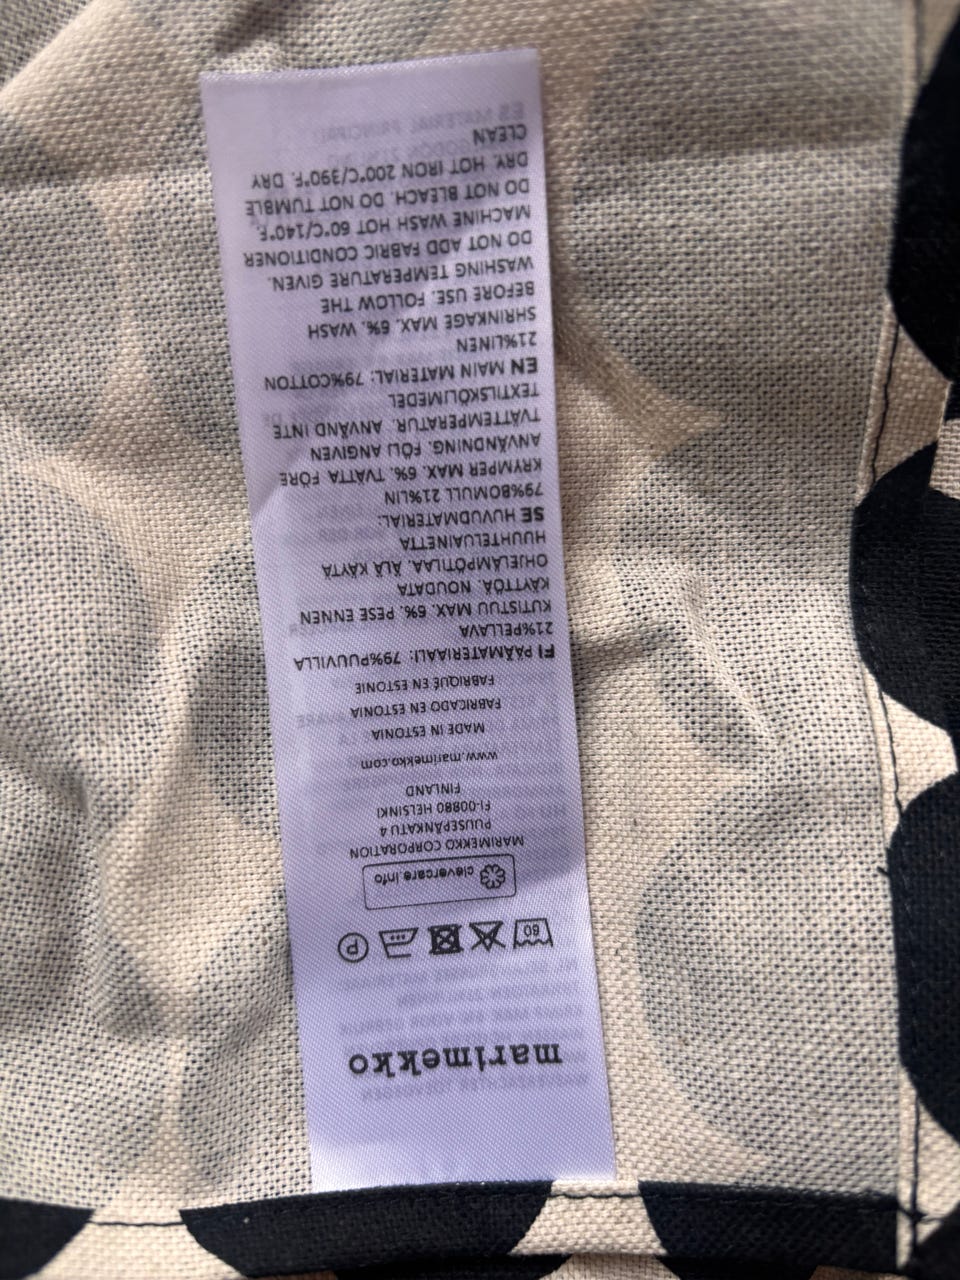 marimekko
60
P
clevercare.info
MARIMEKKO CORPORATION
PUUSEPÄNKATU 4
FI-00880 HELSINKI
FINLAND
www.marimekko.com
MADE IN ESTONIA
FABRICADO EN ESTONIA
FABRIQUÉ EN ESTONIE
FI PÄÄMATERIAALI: 79%PUUVILLA
21%PELLAVA
KUTISTUU MAX. 6%. PESE ENNEN
KÄYTTÖÄ. NOUDATA
OHJELÄMPÖTILAA. ÄLÄ KÄYTÄ
HUUHTELUAINETTA
SE HUVUDMATERIAL:
79%BOMULL 21%LIN
KRYMPER MAX. 6%. TVÄTTA FÖRE
ANVÄNDNING. FÖLJ ANGIVEN
TVÄTTEMPERATUR. ANVÄND INTE
TEXTILSKÖLJMEDEL
EN MAIN MATERIAL: 79%COTTON
21%LINEN
SHRINKAGE MAX. 6%. WASH
BEFORE USE. FOLLOW THE
WASHING TEMPERATURE GIVEN.
DO NOT ADD FABRIC CONDITIONER
MACHINE WASH HOT 60°C/140°F.
DO NOT BLEACH. DO NOT TUMBLE
DRY. HOT IRON 200°C/390°F. DRY
CLEAN